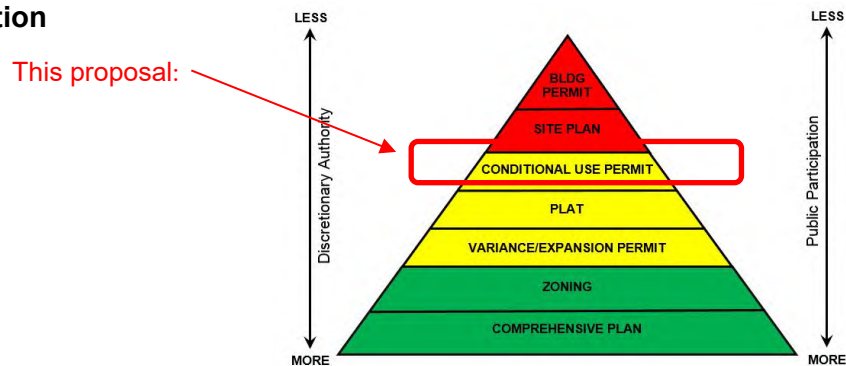 tion
This proposal:
LESS
LESS
Discretionary Authority
Public Participation
BLDG
PERMIT
SITE PLAN
CONDITIONAL USE PERMIT
PLAT
VARIANCE/EXPANSION PERMIT
ZONING
COMPREHENSIVE PLAN
MORE
MORE